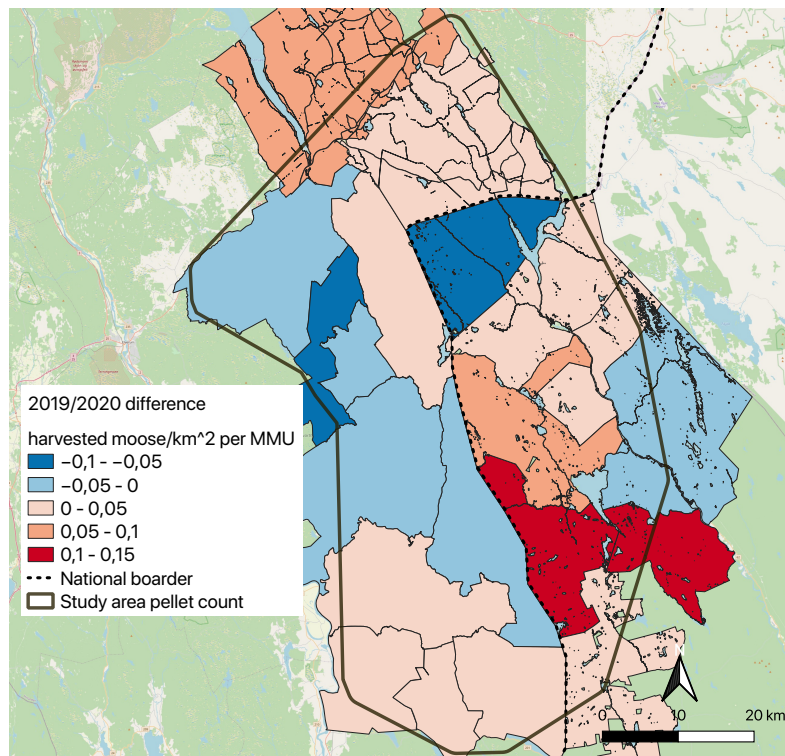 2019/2020 difference
harvested moose/km^2 per MMU
−0,1 - −0,05
−0,05 - 0
0 - 0,05
0,05 - 0,1
0,1 - 0,15
National boarder
Study area pellet count
N
0 10 20 km